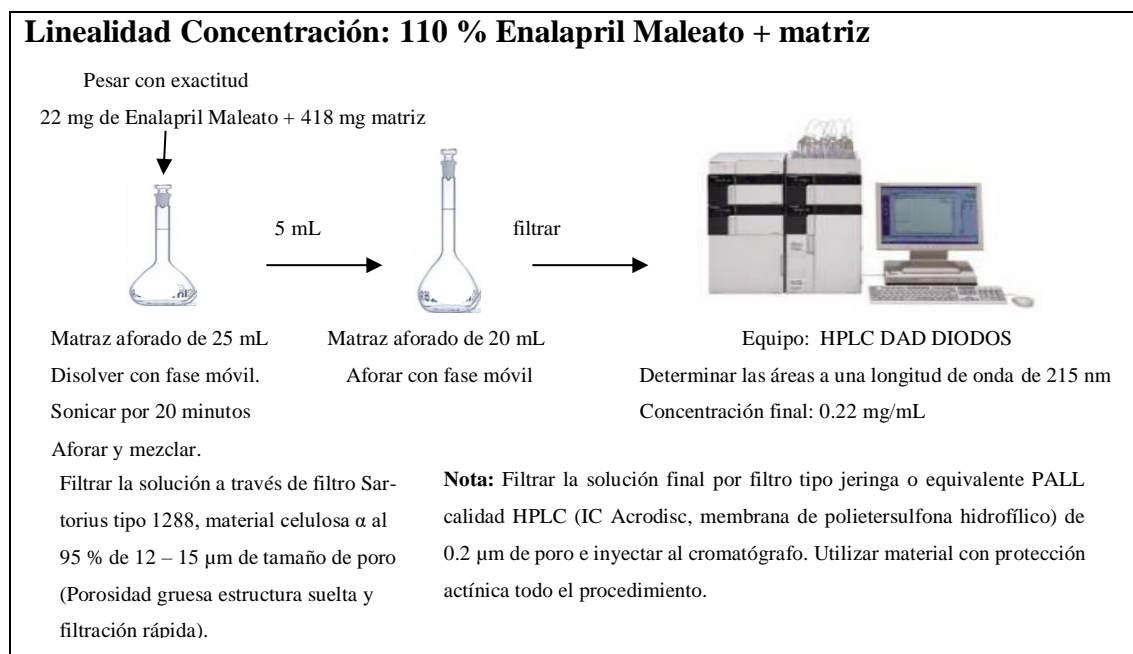 Linealidad Concentración: 110 % Enalapril Maleato + matriz
Pesar con exactitud
22 mg de Enalapril Maleato + 418 mg matriz
5 mL
filtrar
Matraz aforado de 25 mL
Disolver con fase móvil.
Sonicar por 20 minutos
Aforar y mezclar.
Filtrar la solución a través de filtro Sar-
torius tipo 1288, material celulosa α al
95 % de 12 – 15 µm de tamaño de poro
(Porosidad gruesa estructura suelta y
filtración rápida).
Matraz aforado de 20 mL
Aforar con fase móvil
Equipo: HPLC DAD DIODOS
Determinar las áreas a una longitud de onda de 215 nm
Concentración final: 0.22 mg/mL
Nota: Filtrar la solución final por filtro tipo jeringa o equivalente PALL
calidad HPLC (IC Acrodisc, membrana de polietersulfona hidrofílico) de
0.2 µm de poro e inyectar al cromatógrafo. Utilizar material con protección
actínica todo el procedimiento.